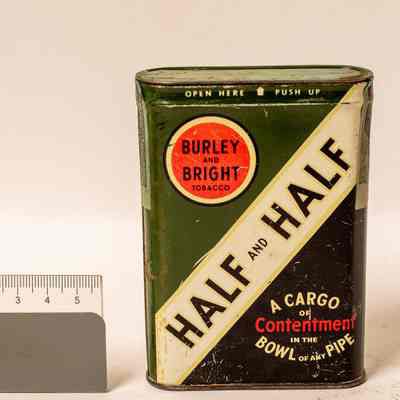 OPEN HERE PUSH UP
BURLEY
AND
BRIGHT
TOBACCO
HALF AND HALF
A CARGO
OF
Contentment
IN THE
BOWL OF ANY PIPE
3 4 5